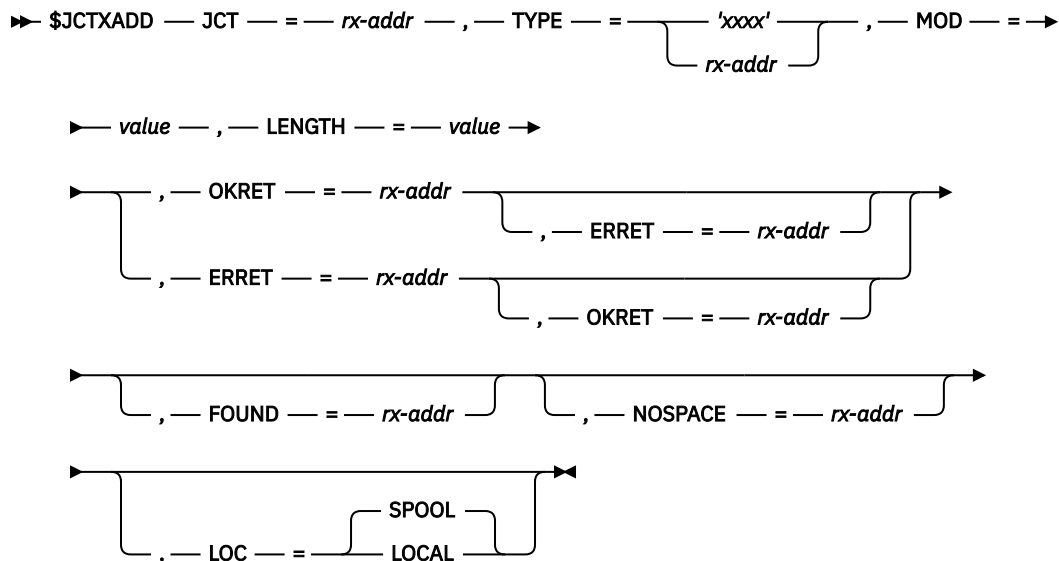 $JCTXADD — JCT — = — rx-addr — , — TYPE — = — 'xxxx' — , — MOD — =
rx-addr
value — , — LENGTH — = — value
, — OKRET — = — rx-addr
, — ERRET — = — rx-addr
, — ERRET — = — rx-addr
, — OKRET — = — rx-addr
, — FOUND — = — rx-addr
, — NOSPACE — = — rx-addr
SPOOL
, — LOC — = LOCAL